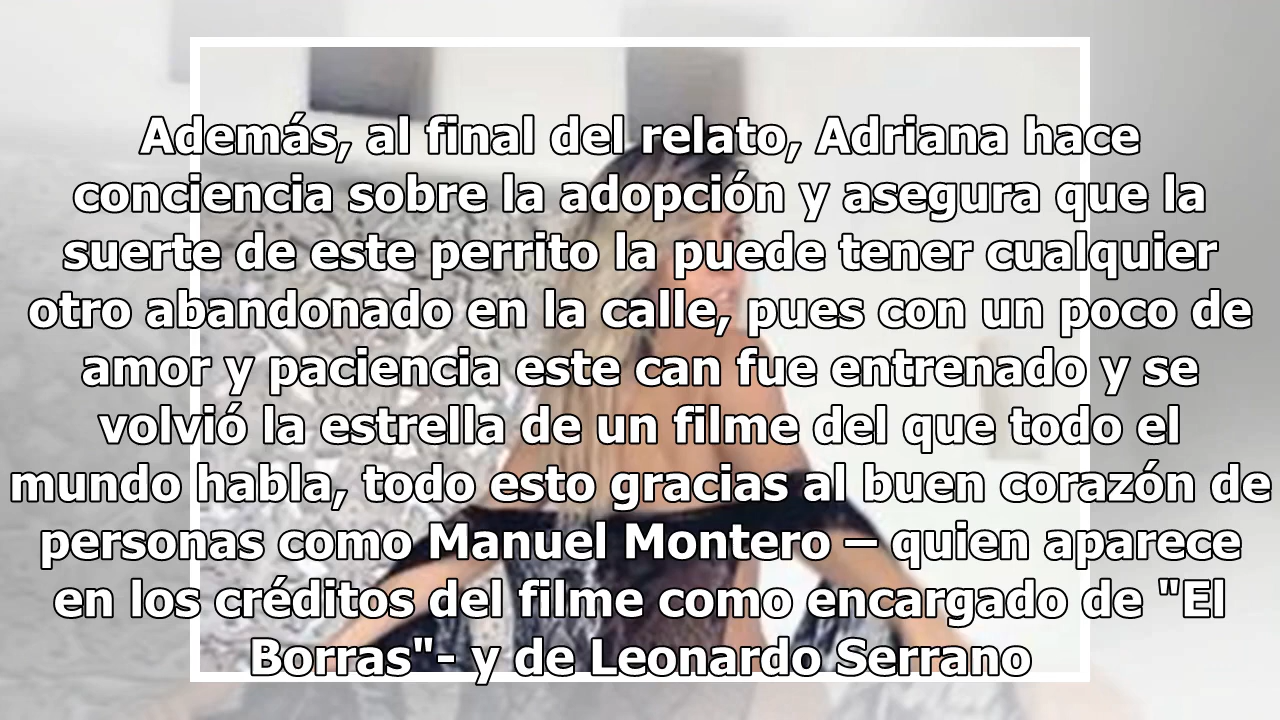 Además, al final del relato, Adriana hace
conciencia sobre la adopción y asegura que la
suerte de este perrito la puede tener cualquier
otro abandonado en la calle, pues con un poco de
amor y paciencia este can fue entrenado y se
volvió la estrella de un filme del que todo el
mundo habla, todo esto gracias al buen corazón de
personas como Manuel Montero – quien aparece
en los créditos del filme como encargado de "El
Borras"- y de Leonardo Serrano